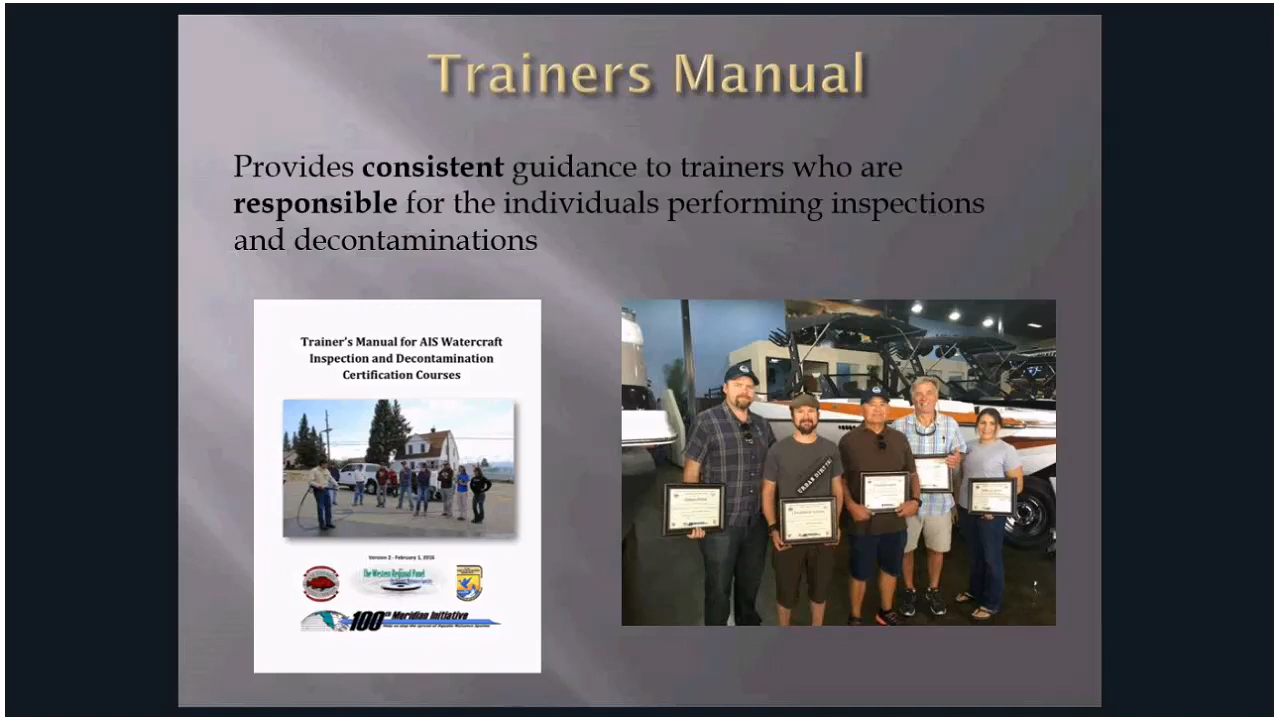 Trainers Manual
Provides consistent guidance to trainers who are
responsible for the individuals performing inspections
and decontaminations
Trainer's Manual for AIS Watercraft
Inspection and Decontamination
Certification Courses
Version 2 - February 1, 2016
The Western Regional Panel
100th Meridian Initiative